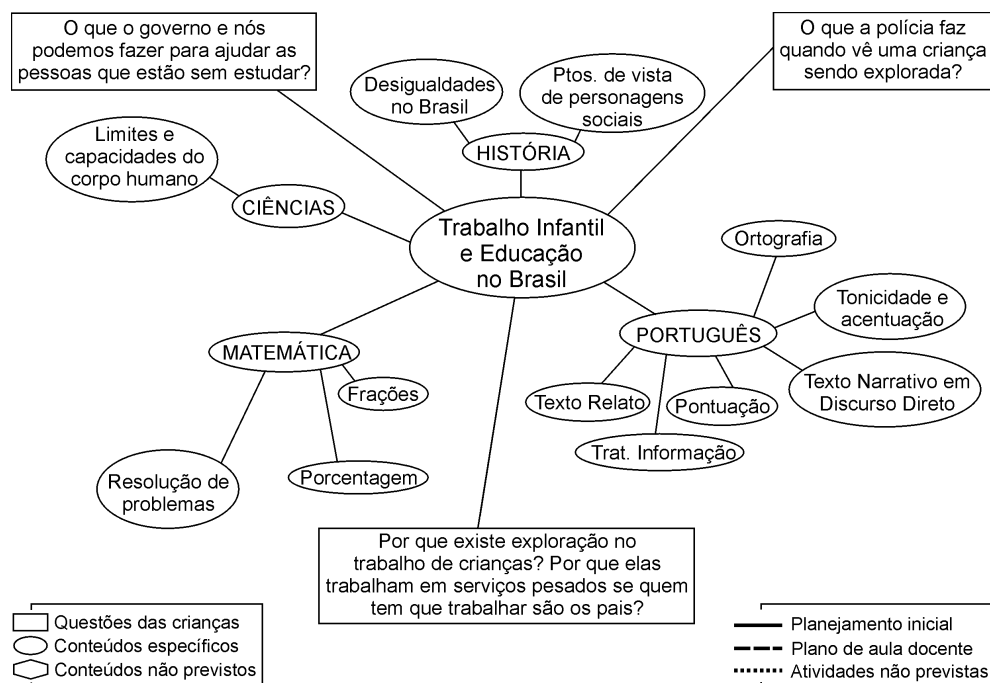 O que o governo e nós
podemos fazer para ajudar as
pessoas que estão sem estudar?
O que a polícia faz
quando vê uma criança
sendo explorada?
Desigualdades
no Brasil
Ptos. de vista
de personagens
sociais
HISTÓRIA
Limites e
capacidades do
corpo humano
CIÊNCIAS
Trabalho Infantil
e Educação
no Brasil
Ortografia
Tonicidade e
acentuação
PORTUGUÊS
Texto Narrativo em
Discurso Direto
Texto Relato
Pontuação
Trat. Informação
MATEMÁTICA
Frações
Porcentagem
Resolução de
problemas
Por que existe exploração no
trabalho de crianças? Por que elas
trabalham em serviços pesados se quem
tem que trabalhar são os pais?
Questões das crianças
Conteúdos específicos
Conteúdos não previstos
Planejamento inicial
Plano de aula docente
Atividades não previstas